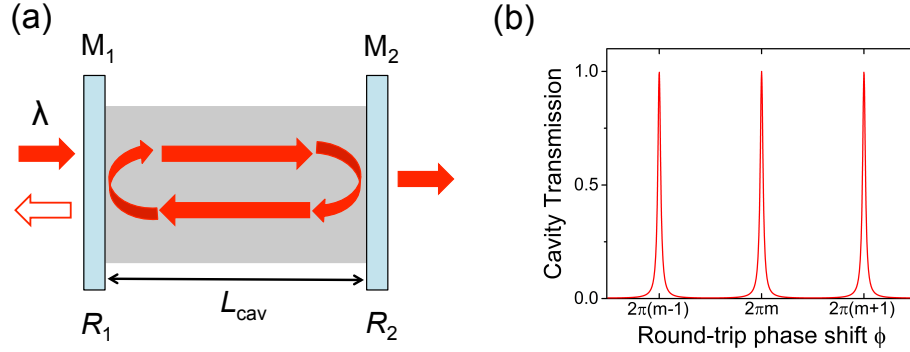 (a)
M₁ M₂
λ
L_cav
R₁ R₂
(b)
Cavity Transmission
1.0
0.5
0.0
2π(m-1) 2πm 2π(m+1)
Round-trip phase shift ϕ